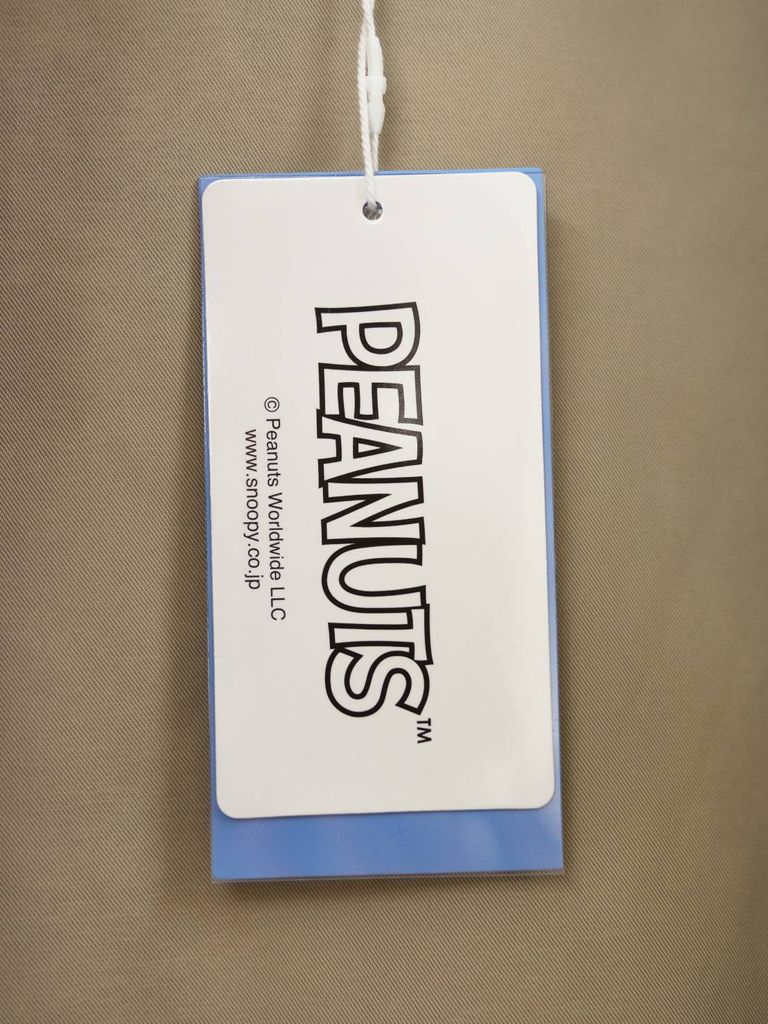 PEANUTS™
© Peanuts Worldwide LLC
www.snoopy.co.jp